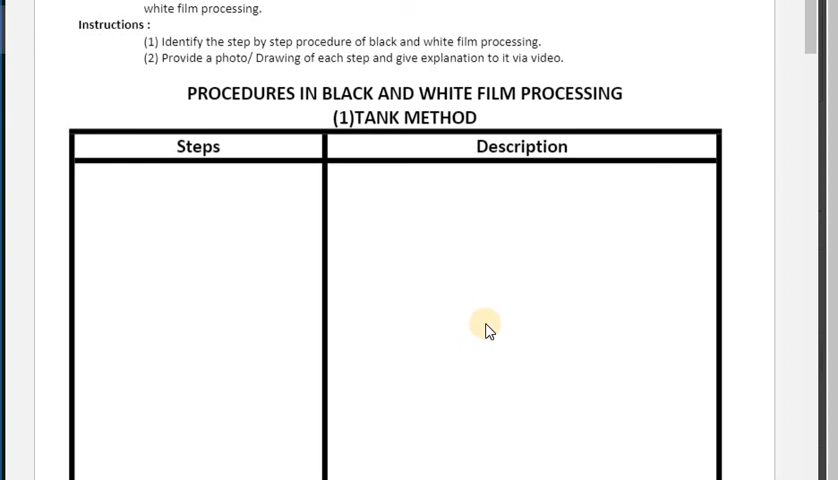 white film processing.
Instructions :
(1) Identify the step by step procedure of black and white film processing.
(2) Provide a photo/ Drawing of each step and give explanation to it via video.
PROCEDURES IN BLACK AND WHITE FILM PROCESSING
(1)TANK METHOD
Steps Description